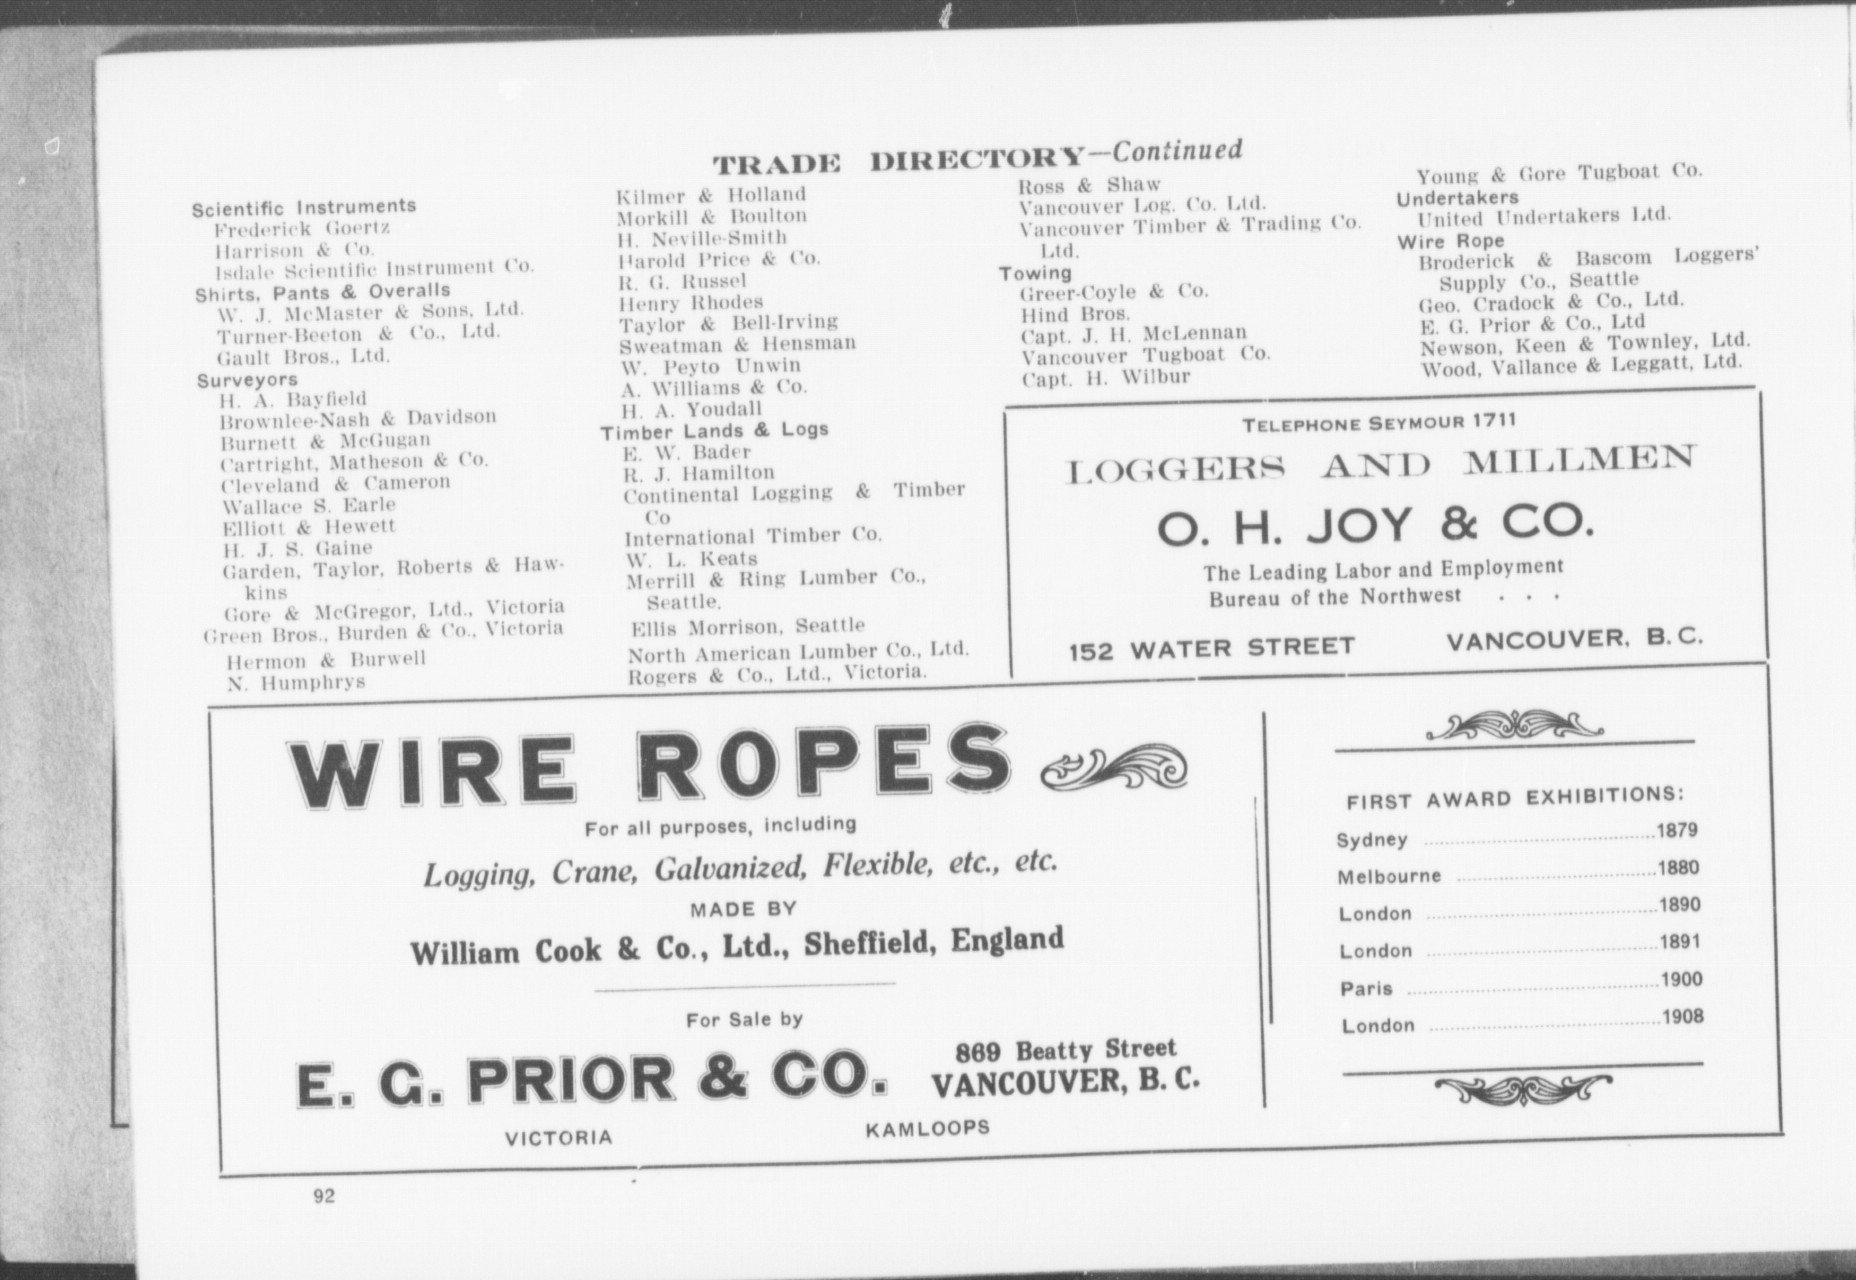 TRADE DIRECTORY—Continued
Scientific Instruments
Frederick Goertz
Harrison & Co.
Isdale Scientific Instrument Co.
Shirts, Pants & Overalls
W. J. McMaster & Sons, Ltd.
Turner-Beeton & Co., Ltd.
Gault Bros., Ltd.
Surveyors
H. A. Bayfield
Brownlee-Nash & Davidson
Burnett & McGugan
Cartright, Matheson & Co.
Cleveland & Cameron
Wallace S. Earle
Elliott & Hewett
H. J. S. Gaine
Garden, Taylor, Roberts & Haw-
kins
Gore & McGregor, Ltd., Victoria
Green Bros., Burden & Co., Victoria
Hermon & Burwell
N. Humphrys
Kilmer & Holland
Morkill & Boulton
H. Neville-Smith
Harold Price & Co.
R. G. Russel
Henry Rhodes
Taylor & Bell-Irving
Sweatman & Hensman
W. Peyto Unwin
A. Williams & Co.
H. A. Youdall
Timber Lands & Logs
E. W. Bader
R. J. Hamilton
Continental Logging & Timber
Co
International Timber Co.
W. L. Keats
Merrill & Ring Lumber Co.,
Seattle.
Ellis Morrison, Seattle
North American Lumber Co., Ltd.
Rogers & Co., Ltd., Victoria.
Ross & Shaw
Vancouver Log. Co. Ltd.
Vancouver Timber & Trading Co.
Ltd.
Towing
Greer-Coyle & Co.
Hind Bros.
Capt. J. H. McLennan
Vancouver Tugboat Co.
Capt. H. Wilbur
Young & Gore Tugboat Co.
Undertakers
United Undertakers Ltd.
Wire Rope
Broderick & Bascom Loggers'
Supply Co., Seattle
Geo. Cradock & Co., Ltd.
E. G. Prior & Co., Ltd
Newson, Keen & Townley, Ltd.
Wood, Vallance & Leggatt, Ltd.
TELEPHONE SEYMOUR 1711
LOGGERS AND MILLMEN
O. H. JOY & CO.
The Leading Labor and Employment
Bureau of the Northwest . . .
152 WATER STREET VANCOUVER, B. C.
WIRE ROPES
For all purposes, including
Logging, Crane, Galvanized, Flexible, etc., etc.
MADE BY
William Cook & Co., Ltd., Sheffield, England
For Sale by
E. G. PRIOR & CO.
869 Beatty Street
VANCOUVER, B. C.
VICTORIA KAMLOOPS
FIRST AWARD EXHIBITIONS:
Sydney ........ 1879
Melbourne ........ 1880
London ........ 1890
London ........ 1891
Paris ........ 1900
London ........ 1908
92